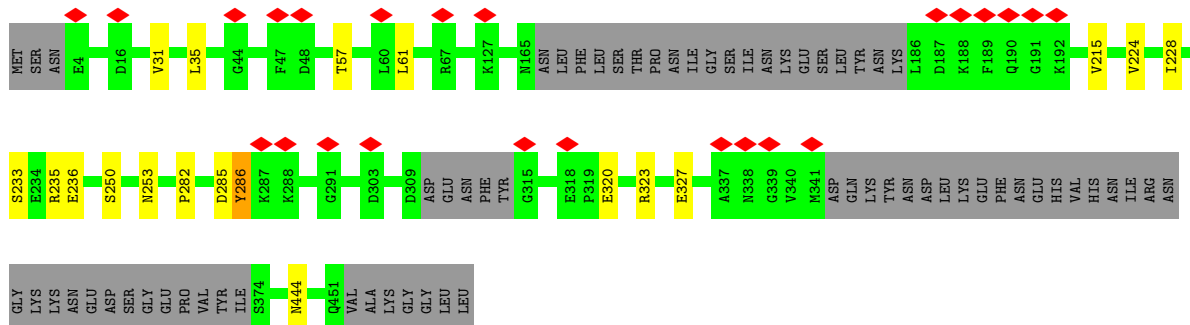 MET SER ASN E4 D16 V31 L35 G44 F47 D48 T57 L60 L61 R67 K127 N165 ASN LEU PHE LEU SER THR PRO ASN ILE GLY SER ILE ASN LYS GLU SER LEU TYR ASN LYS L186 D187 K188 F189 Q190 G191 K192 V215 V224 I228
S233 E234 R235 E236 S250 N253 P282 D285 Y286 K287 K288 G291 D303 D309 ASP GLU ASN PHE TYR G315 E318 P319 E320 R323 E327 A337 N338 G339 V340 M341 ASP GLN LYS TYR ASN ASP LEU LYS GLU PHE ASN GLU HIS VAL HIS ASN ILE ARG ASN
GLY LYS LYS ASN GLU ASP SER GLY GLU PRO VAL TYR ILE S374 N444 Q451 VAL ALA LYS GLY GLY LEU LEU